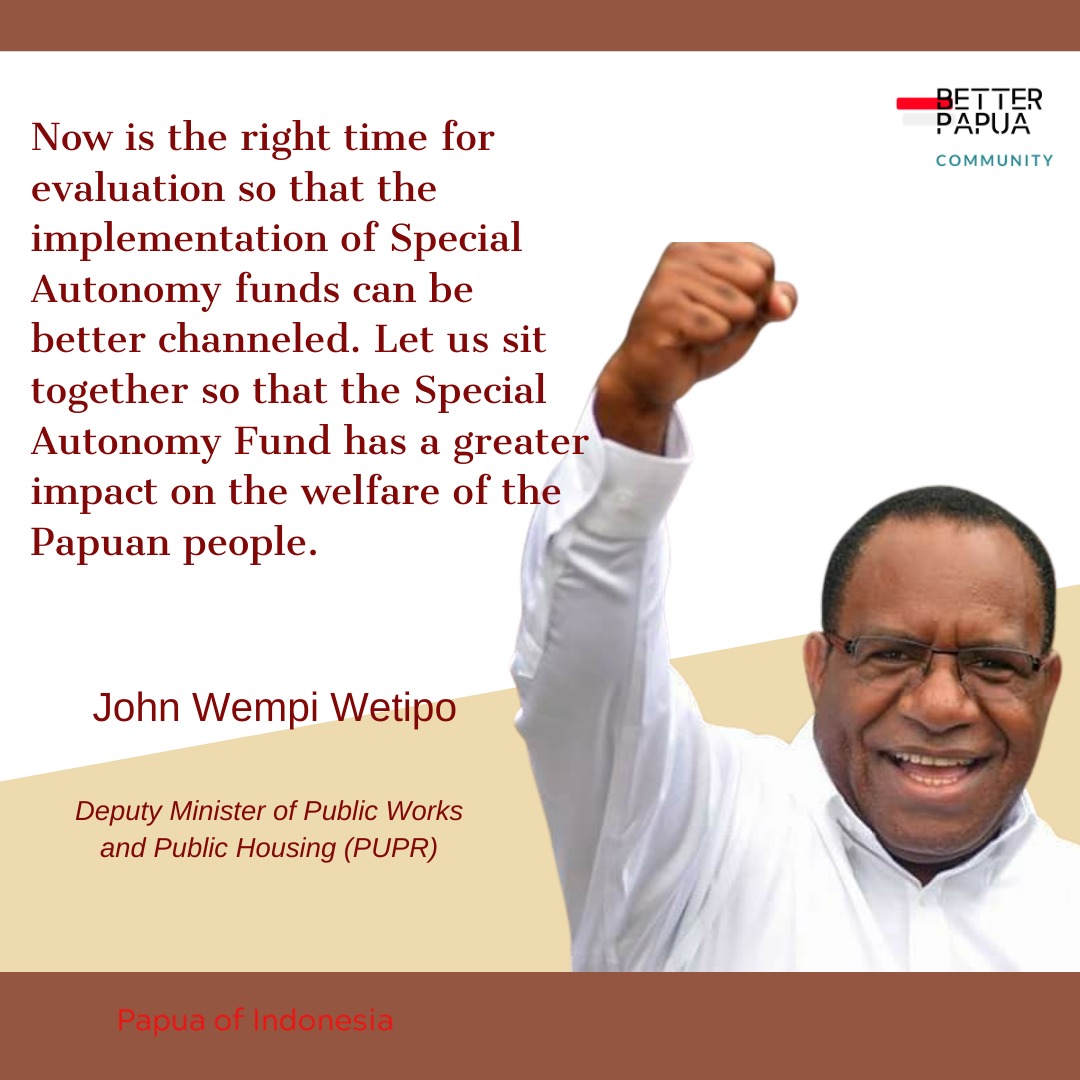 BETTER
PAPUA
COMMUNITY
Now is the right time for
evaluation so that the
implementation of Special
Autonomy funds can be
better channeled. Let us sit
together so that the Special
Autonomy Fund has a greater
impact on the welfare of the
Papuan people.
John Wempi Wetipo
Deputy Minister of Public Works
and Public Housing (PUPR)
Papua of Indonesia